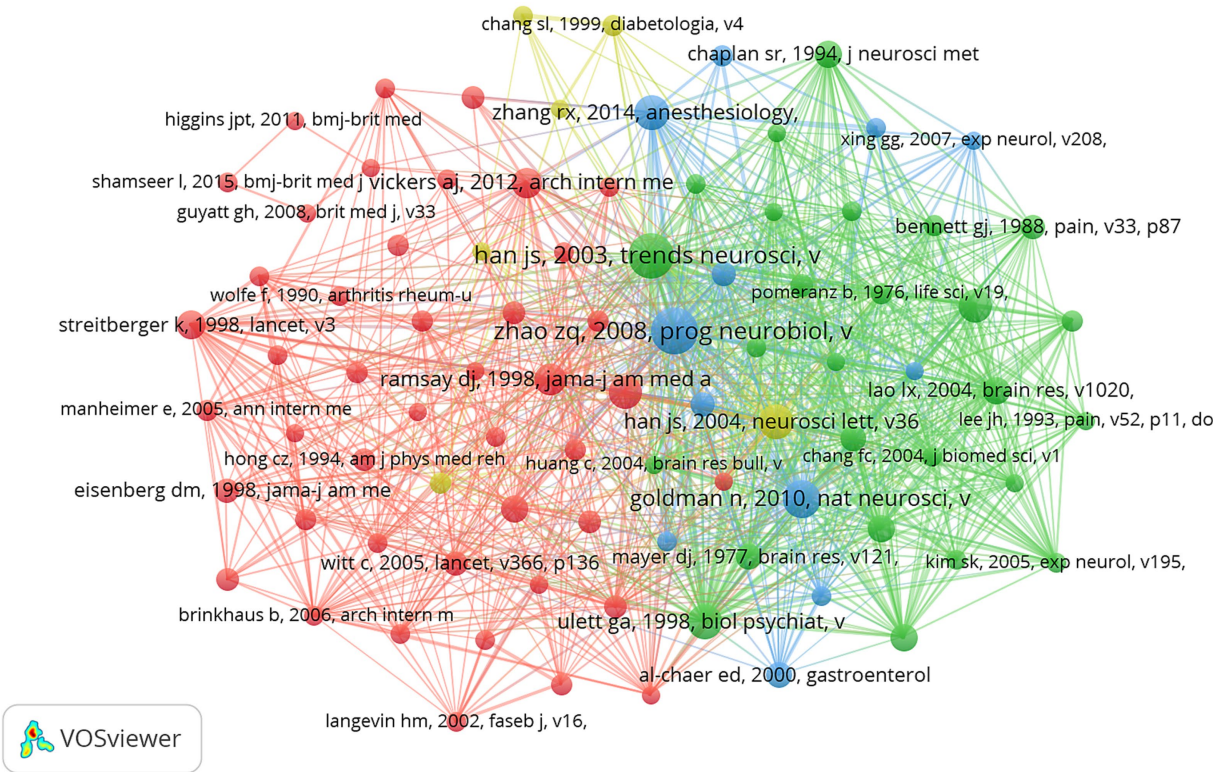 chang sl, 1999, diabetologia, v4
chaplan sr, 1994, j neurosci met
zhang rx, 2014, anesthesiology,
higgins jpt, 2011, bmj-brit med
xing gg, 2007, exp neurol, v208,
shamseer l, 2015, bmj-brit med j
vickers aj, 2012, arch intern me
guyatt gh, 2008, brit med j, v33
bennett gj, 1988, pain, v33, p87
han js, 2003, trends neurosci, v
wolfe f, 1990, arthritis rheum-u
pomeranz b, 1976, life sci, v19,
streitberger k, 1998, lancet, v3
zhao zq, 2008, prog neurobiol, v
ramsay dj, 1998, jama-j am med a
lao lx, 2004, brain res, v1020,
manheimer e, 2005, ann intern me
han js, 2004, neurosci lett, v36
lee jh, 1993, pain, v52, p11, do
hong cz, 1994, am j phys med reh
huang c, 2004, brain res bull, v
chang fc, 2004, j biomed sci, v1
eisenberg dm, 1998, jama-j am me
goldman n, 2010, nat neurosci, v
witt c, 2005, lancet, v366, p136
mayer dj, 1977, brain res, v121,
kim sk, 2005, exp neurol, v195,
brinkhaus b, 2006, arch intern m
ulett ga, 1998, biol psychiat, v
al-chaer ed, 2000, gastroenterol
langevin hm, 2002, faseb j, v16,
VOSviewer